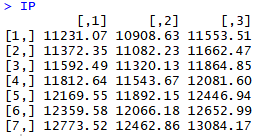 > IP
[,1] [,2] [,3]
[1,] 11231.07 10908.63 11553.51
[2,] 11372.35 11082.23 11662.47
[3,] 11592.49 11320.13 11864.85
[4,] 11812.64 11543.67 12081.60
[5,] 12169.55 11892.15 12446.94
[6,] 12359.58 12066.18 12652.99
[7,] 12773.52 12462.86 13084.17